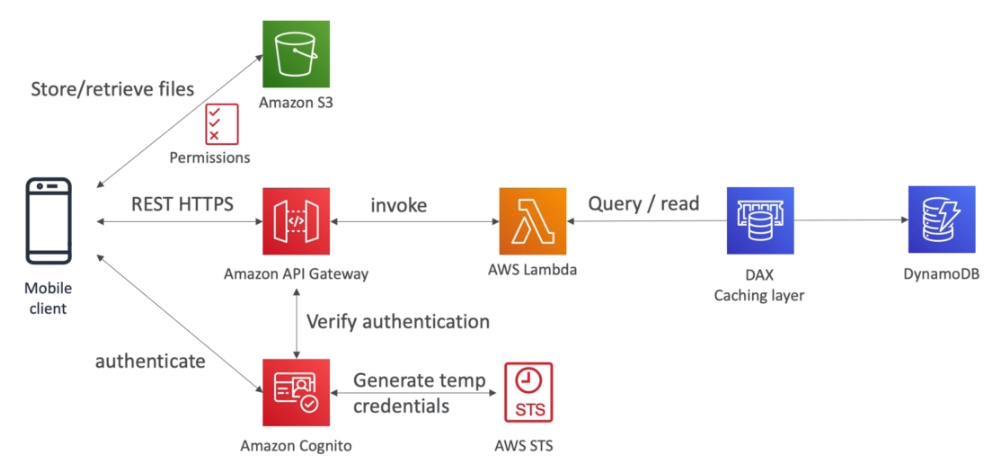 Amazon S3
Store/retrieve files
Permissions
REST HTTPS
invoke
Query / read
Mobile
client
Amazon API Gateway
AWS Lambda
DAX
Caching layer
DynamoDB
Verify authentication
authenticate
Generate temp
credentials
STS
Amazon Cognito
AWS STS